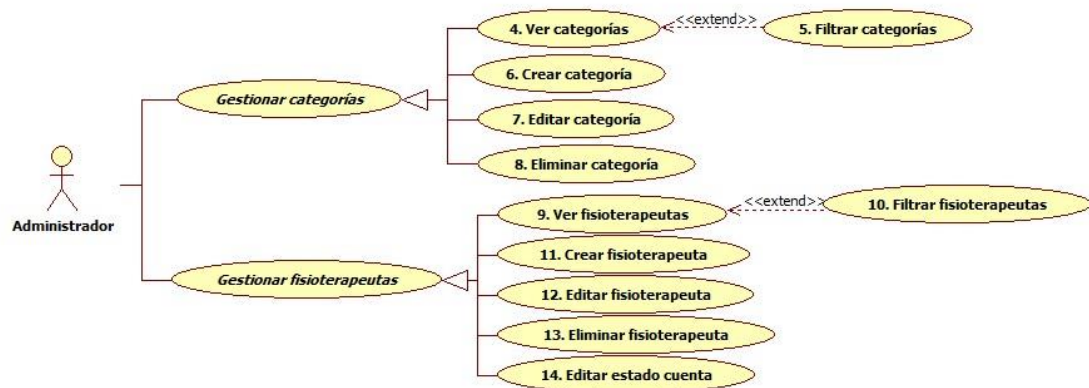 4. Ver categorías
<<extend>>
5. Filtrar categorías
6. Crear categoría
Gestionar categorías
7. Editar categoría
8. Eliminar categoría
Administrador
9. Ver fisioterapeutas
<<extend>>
10. Filtrar fisioterapeutas
11. Crear fisioterapeuta
Gestionar fisioterapeutas
12. Editar fisioterapeuta
13. Eliminar fisioterapeuta
14. Editar estado cuenta